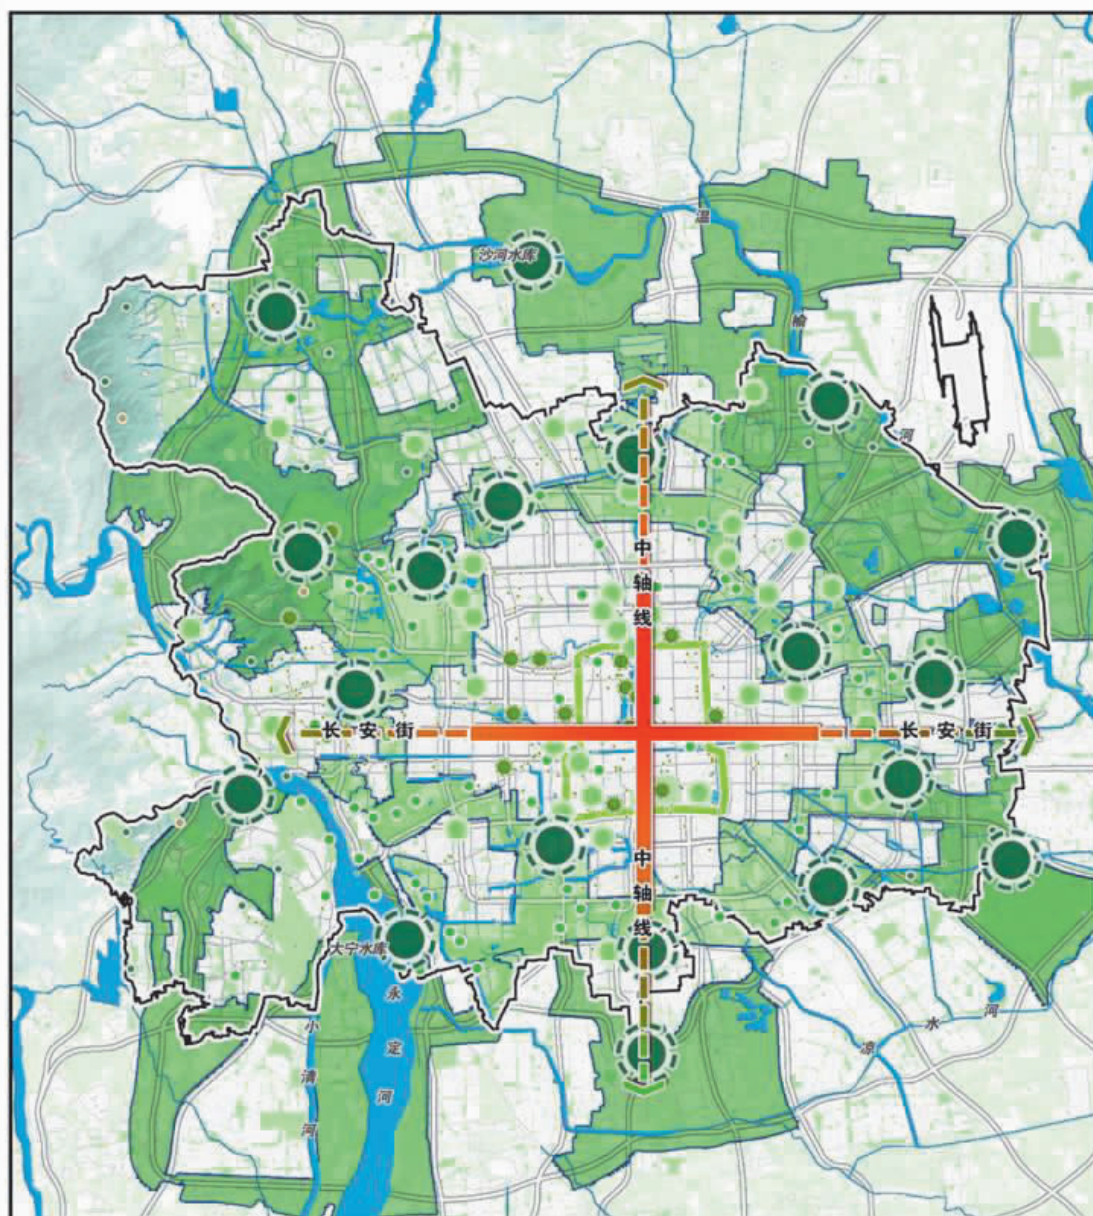 温
沙河水库
榆
河
中
轴
线
长安街
长安街
中
轴
线
大宁水库
永
定
河
小
清
河
凉
水
河